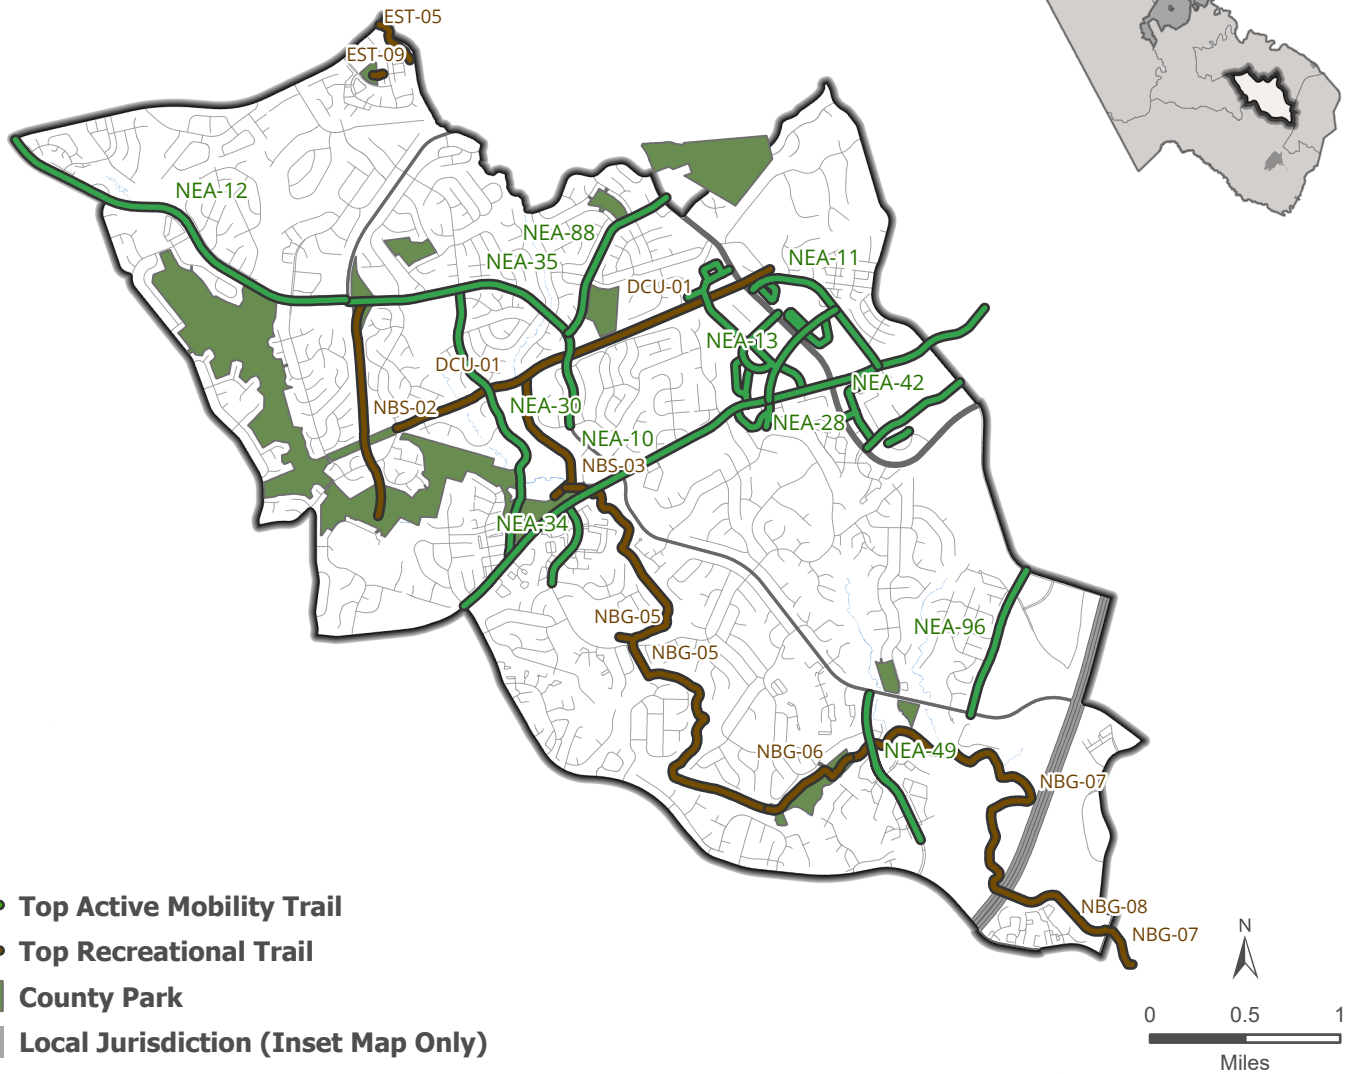 EST-05
EST-09
NEA-12
NEA-88
NEA-35
NEA-11
DCU-01
NEA-13
DCU-01
NEA-42
NBS-02
NEA-30
NEA-28
NEA-10
NBS-03
NEA-34
NBG-05
NEA-96
NBG-05
NBG-06
NEA-49
NBG-07
NBG-08
NBG-07
Top Active Mobility Trail
Top Recreational Trail
County Park
Local Jurisdiction (Inset Map Only)
N
0 0.5 1
Miles